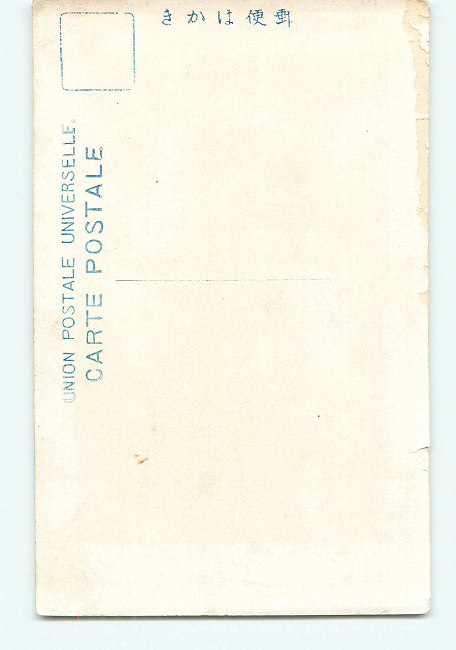 きかは便郵
UNION POSTALE UNIVERSELLE.
CARTE POSTALE